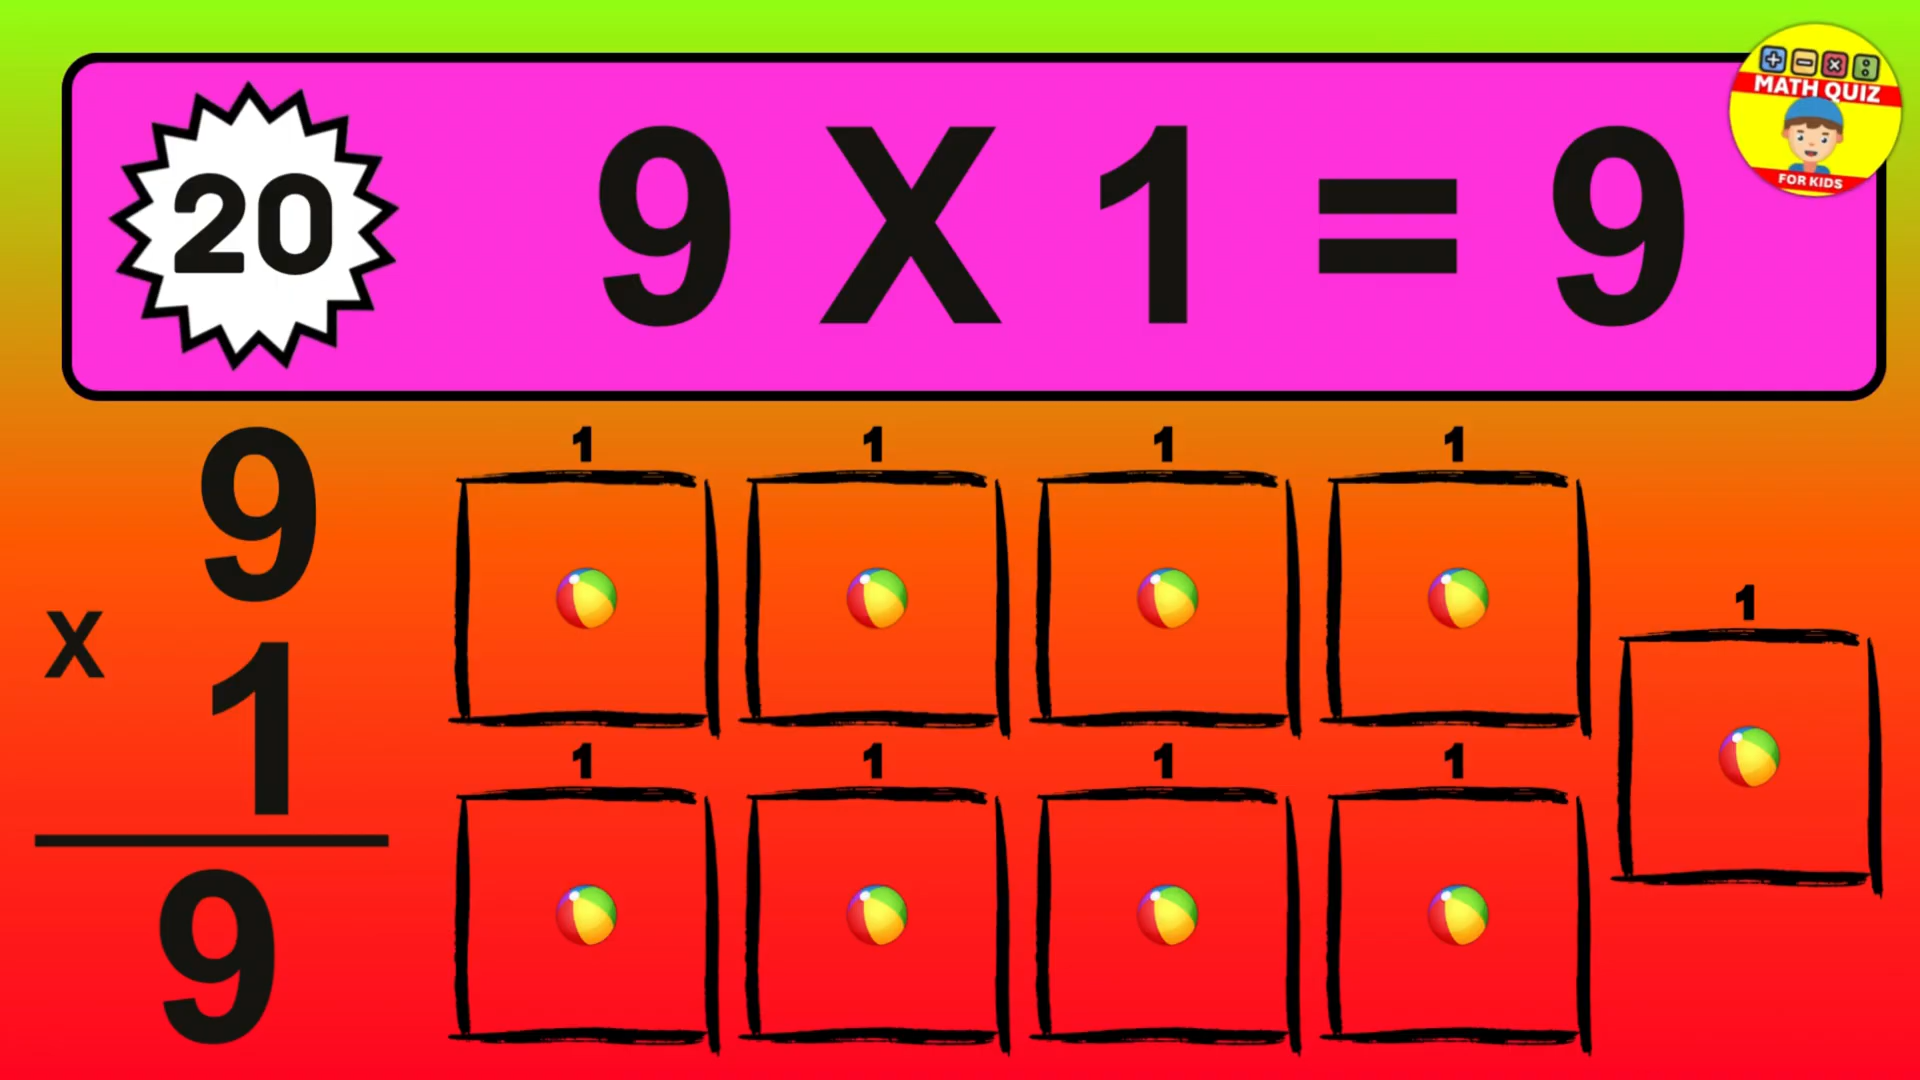 20 9 X 1 = 9
MATH QUIZ
FOR KIDS
9
X 1
9
1 1 1 1
1
1 1 1 1